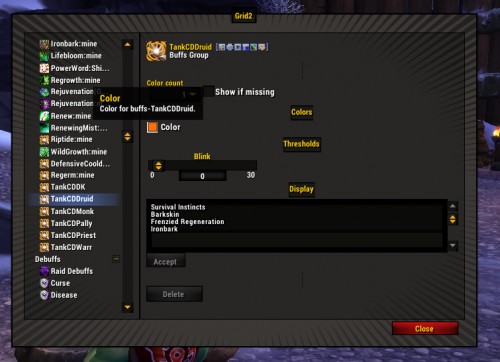 Grid2
Ironbark:mine
Lifebloom:mine
PowerWord:Shi...
Regrowth:mine
Rejuvenation:
Rejuvenation:
Renew:mine
RenewingMist:...
Riptide:mine
WildGrowth:mine
DefensiveCoold...
Regerm:mine
TankCDDK
TankCDDruid
TankCDMonk
TankCDPally
TankCDPriest
TankCDWarr
Debuffs
Raid Debuffs
Curse
Disease
TankCDDruid
Buffs Group
Color count
1
Show if missing
Color
Color for buffs-TankCDDruid.
Colors
Color
Thresholds
Blink
0
0
30
Display
Survival Instincts
Barkskin
Frenzied Regeneration
Ironbark
Accept
Delete
Close